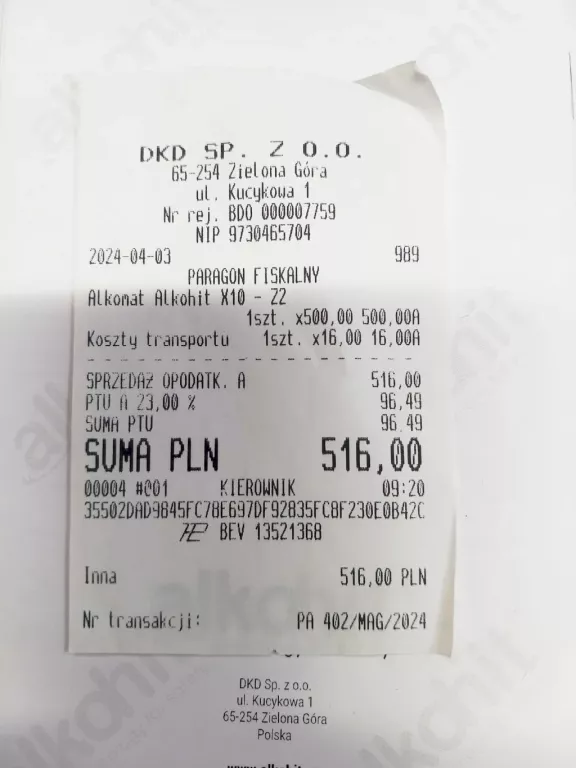 DKD SP. Z O.O.
65-254 Zielona Góra
ul. Kucykowa 1
Nr rej. BDO 000007759
NIP 9730465704
2024-04-03 989
PARAGON FISKALNY
Alkomat Alkohit X10 - Z2
1szt. x500,00 500,00A
Koszty transportu 1szt. x16,00 16,00A
SPRZEDAŻ OPODATK. A 516,00
PTU A 23,00 % 96,49
SUMA PTU 96,49
SUMA PLN 516,00
00004 #001 KIEROWNIK 09:20
35502DAD9845FC78E697DF92835FC8F230E0B42C
BEV 13521368
Inna 516,00 PLN
Nr transakcji: PA 402/MAG/2024
DKD Sp. z o.o.
ul. Kucykowa 1
65-254 Zielona Góra
Polska